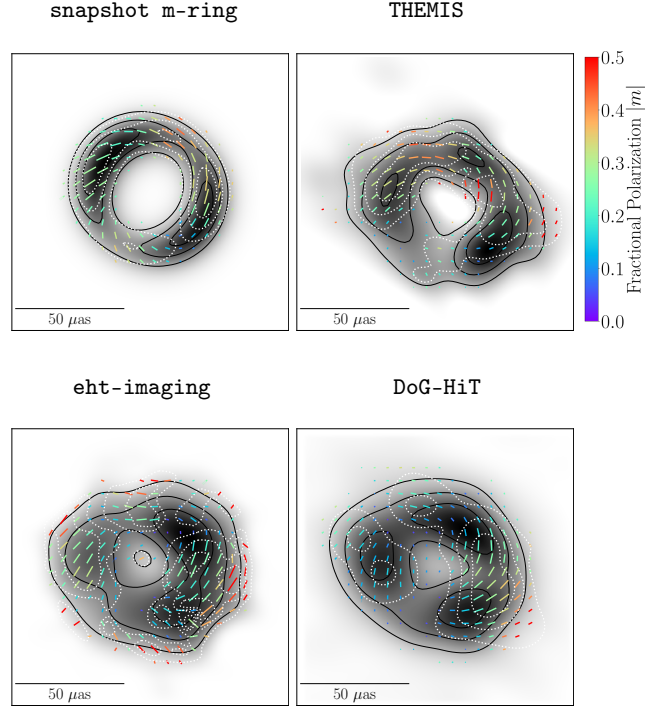 snapshot m-ring
THEMIS
50 μas
50 μas
0.5
0.4
0.3
0.2
0.1
0.0
Fractional Polarization |m|
eht-imaging
DoG-HiT
50 μas
50 μas